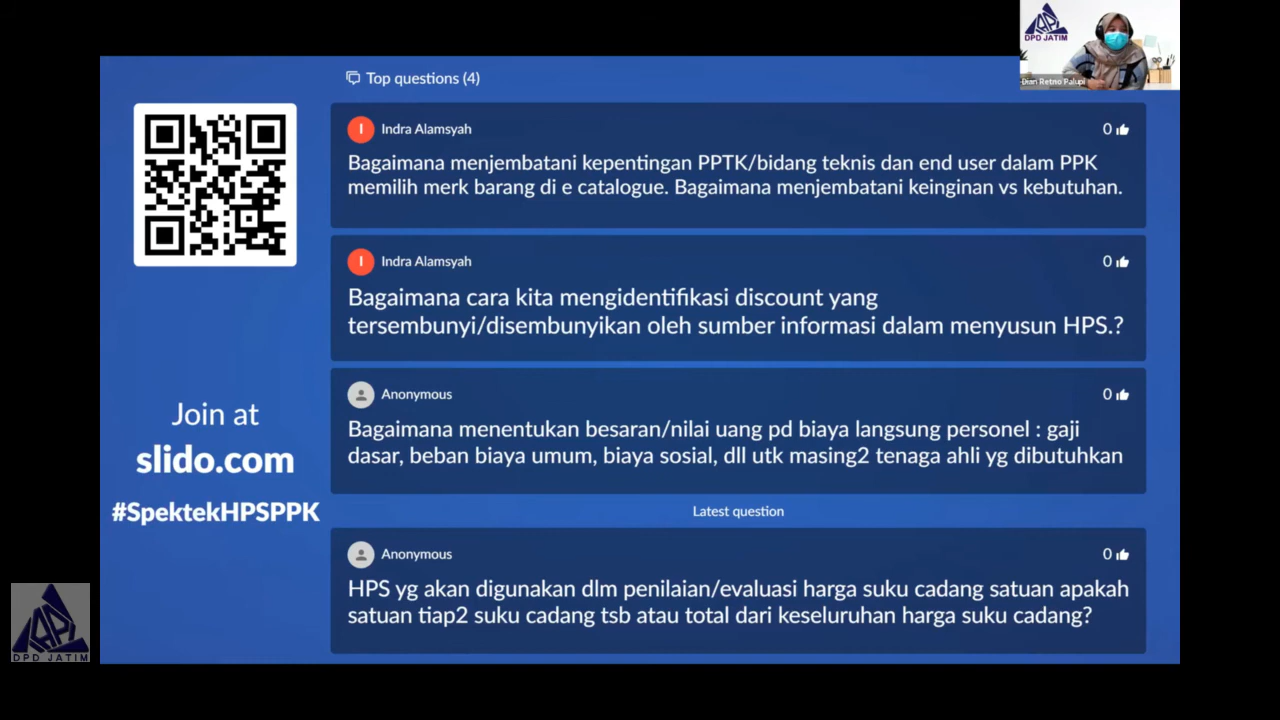 DPD JATIM
Dian Retno Palupi
Top questions (4)
I Indra Alamsyah
0
Bagaimana menjembatani kepentingan PPTK/bidang teknis dan end user dalam PPK
memilih merk barang di e catalogue. Bagaimana menjembatani keinginan vs kebutuhan.
I Indra Alamsyah
0
Bagaimana cara kita mengidentifikasi discount yang
tersembunyi/disembunyikan oleh sumber informasi dalam menyusun HPS.?
Anonymous
0
Bagaimana menentukan besaran/nilai uang pd biaya langsung personel : gaji
dasar, beban biaya umum, biaya sosial, dll utk masing2 tenaga ahli yg dibutuhkan
Join at
slido.com
#SpektekHPSPPK
Latest question
Anonymous
0
HPS yg akan digunakan dlm penilaian/evaluasi harga suku cadang satuan apakah
satuan tiap2 suku cadang tsb atau total dari keseluruhan harga suku cadang?
DPD JATIM